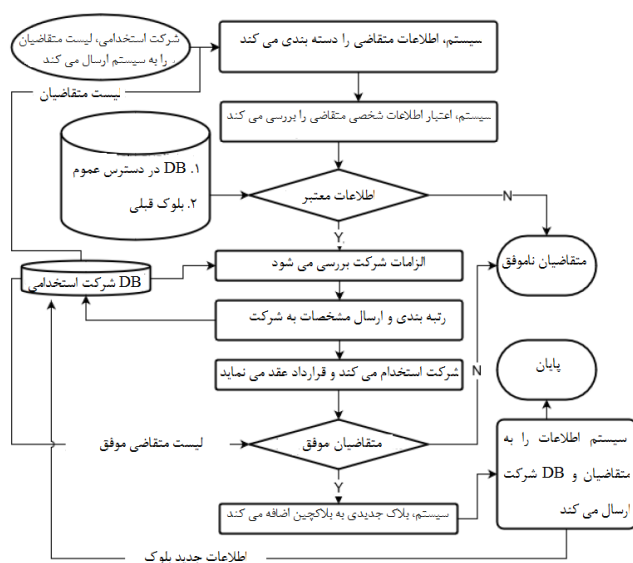 شرکت استخدامی، لیست متقاضیان
را به سیستم ارسال می کند
سیستم، اطلاعات متقاضی را دسته بندی می کند
لیست متقاضیان
سیستم، اعتبار اطلاعات شخصی متقاضی را بررسی می کند
۱. DB در دسترس عموم
۲. بلوک قبلی
اطلاعات معتبر
N
Y
متقاضیان ناموفق
DB شرکت استخدامی
الزامات شرکت بررسی می شود
رتبه بندی و ارسال مشخصات به شرکت
شرکت استخدام می کند و قرارداد عقد می نماید
N
پایان
لیست متقاضی موفق
متقاضیان موفق
Y
سیستم اطلاعات را به
متقاضیان و DB شرکت
ارسال می کند
سیستم، بلاک جدیدی به بلاکچین اضافه می کند
اطلاعات جدید بلوک